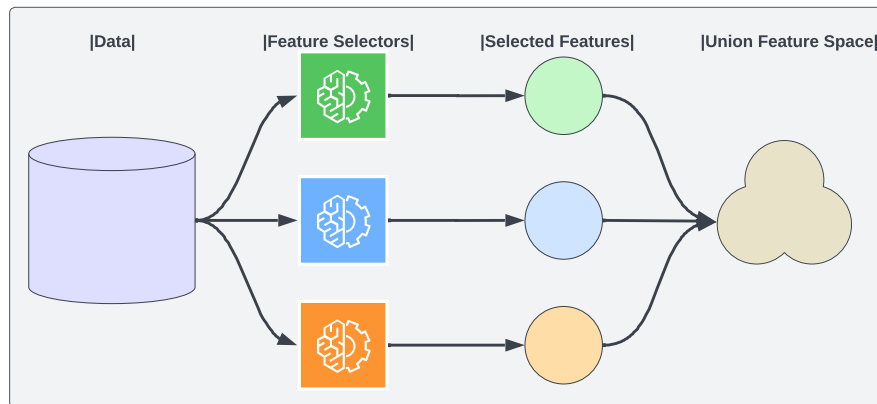 |Data|
|Feature Selectors|
|Selected Features|
|Union Feature Space|